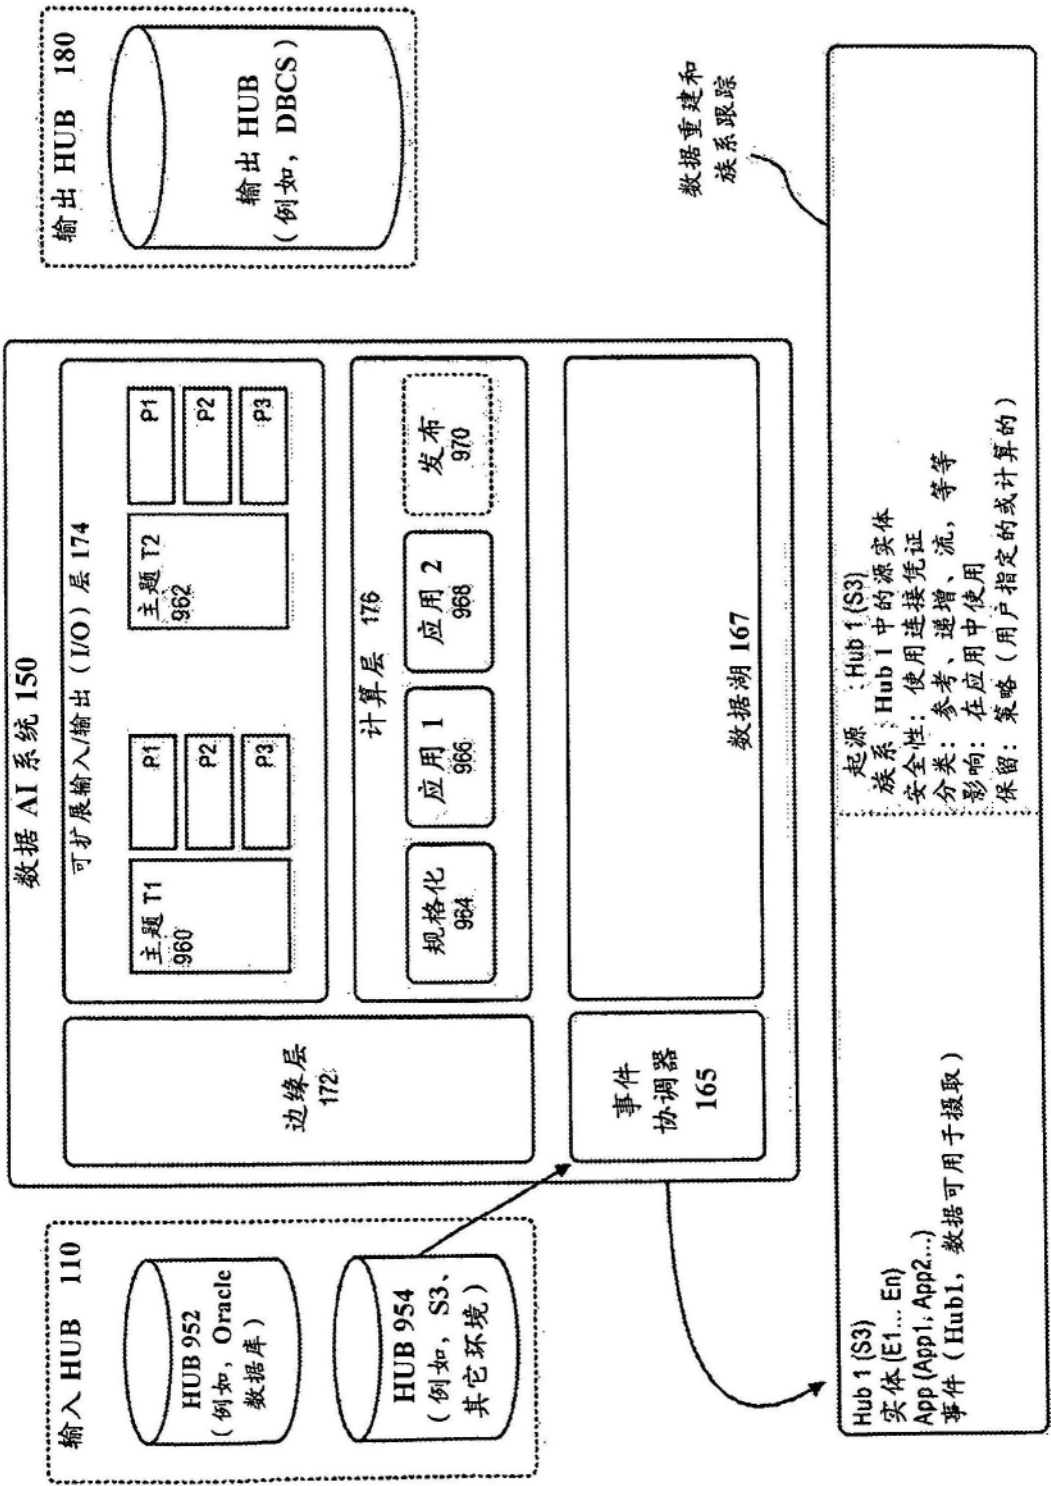 输入 HUB 110
HUB 952
(例如，Oracle
数据库)
HUB 954
(例如，S3、
其它环境)
数据 AI 系统 150
边缘层
172
可扩展输入/输出（I/O）层 174
主题 T1
960
P1
P2
P3
主题 T2
962
P1
P2
P3
计算层 176
规格化
964
应用 1
966
应用 2
968
发布
970
事件
协调器
165
数据湖 167
输出 HUB 180
输出 HUB
（例如，DBCS）
数据重建和
族系跟踪
Hub 1 (S3)
实体(E1... En)
App (App1, App2,...)
事件（Hub1，数据可用于摄取）
起源：Hub 1 (S3)
族系：Hub 1 中的源实体
安全性：使用连接凭证
分类：参考、递增、流，等等
影响：在应用中使用
保留：策略（用户指定的或计算的）